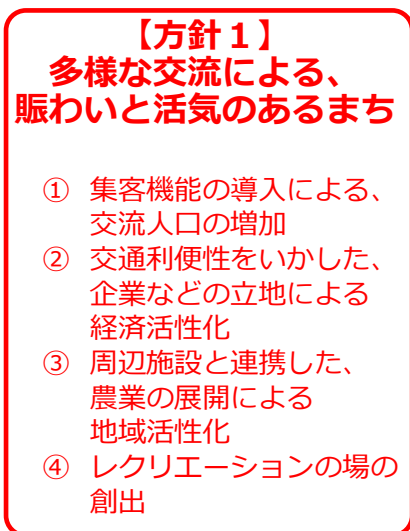 【方針１】
多様な交流による、
賑わいと活気のあるまち
① 集客機能の導入による、
交流人口の増加
② 交通利便性をいかした、
企業などの立地による
経済活性化
③ 周辺施設と連携した、
農業の展開による
地域活性化
④ レクリエーションの場の
創出